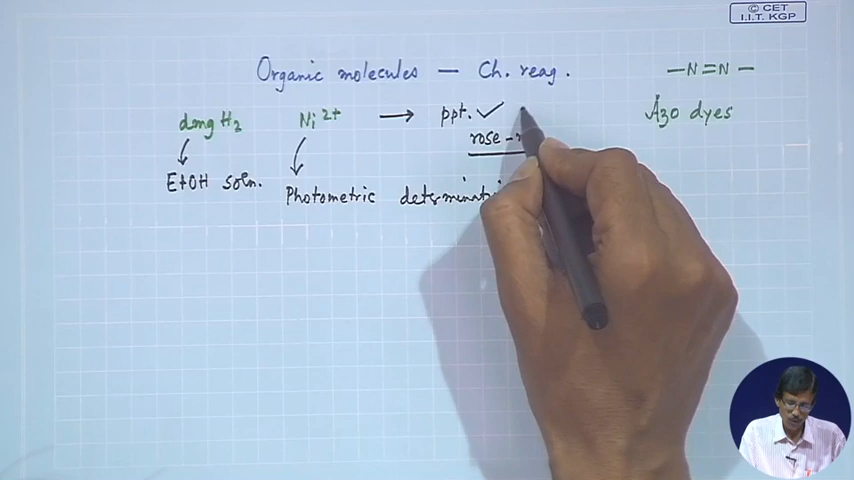 © CET
I.I.T. KGP
Organic molecules — Ch. reag.
—N=N—
Azo dyes
dmg H₂ Ni²⁺ → ppt. ✓
rose -
EtOH soln.
Photometric